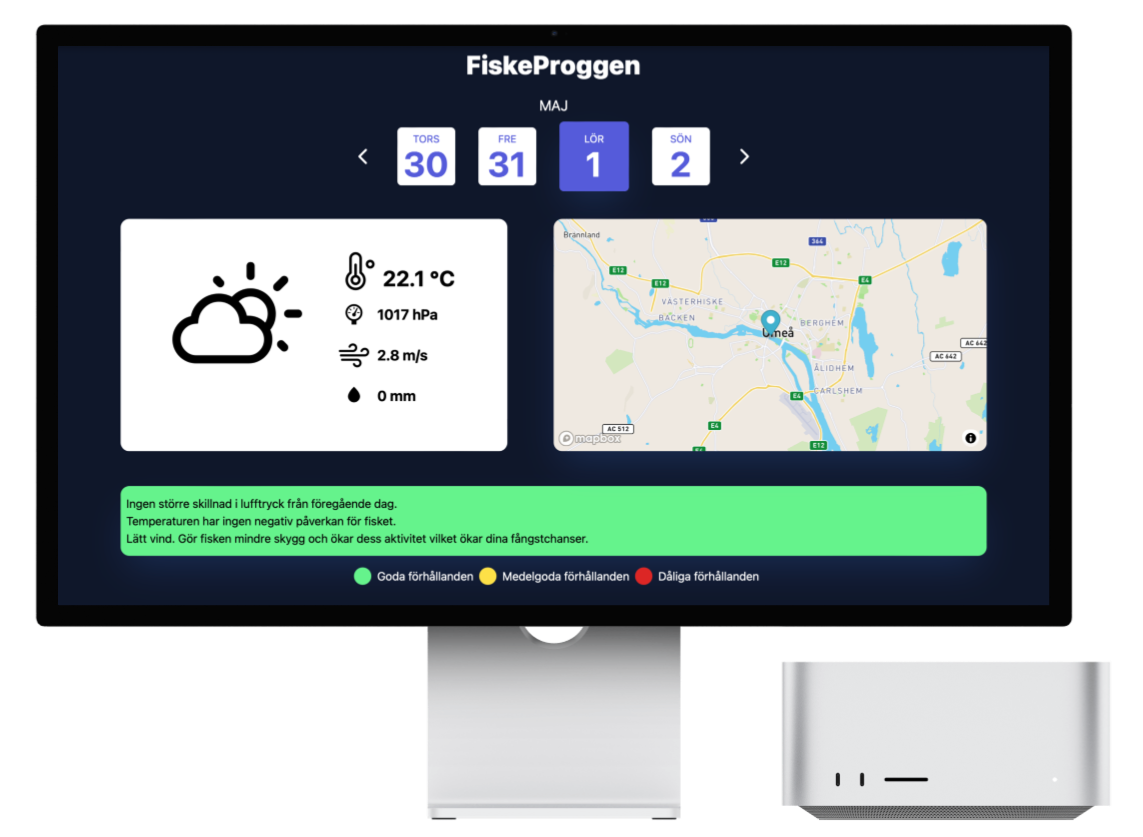 FiskeProggen
MAJ
TORS
30
FRE
31
LÖR
1
SÖN
2
22.1 °C
1017 hPa
2.8 m/s
0 mm
Brännland
364
E12
E12
E12
E4
VÄSTERHISKE
BACKEN
BERGHEM
Umeå
AC 642
AC 642
ÅLIDHEM
CARLSHEM
E4
E4
AC 512
mapbox
E12
E4
Ingen större skillnad i lufftryck från föregående dag.
Temperaturen har ingen negativ påverkan för fisket.
Lätt vind. Gör fisken mindre skygg och ökar dess aktivitet vilket ökar dina fångstchanser.
Goda förhållanden Medelgoda förhållanden Dåliga förhållanden